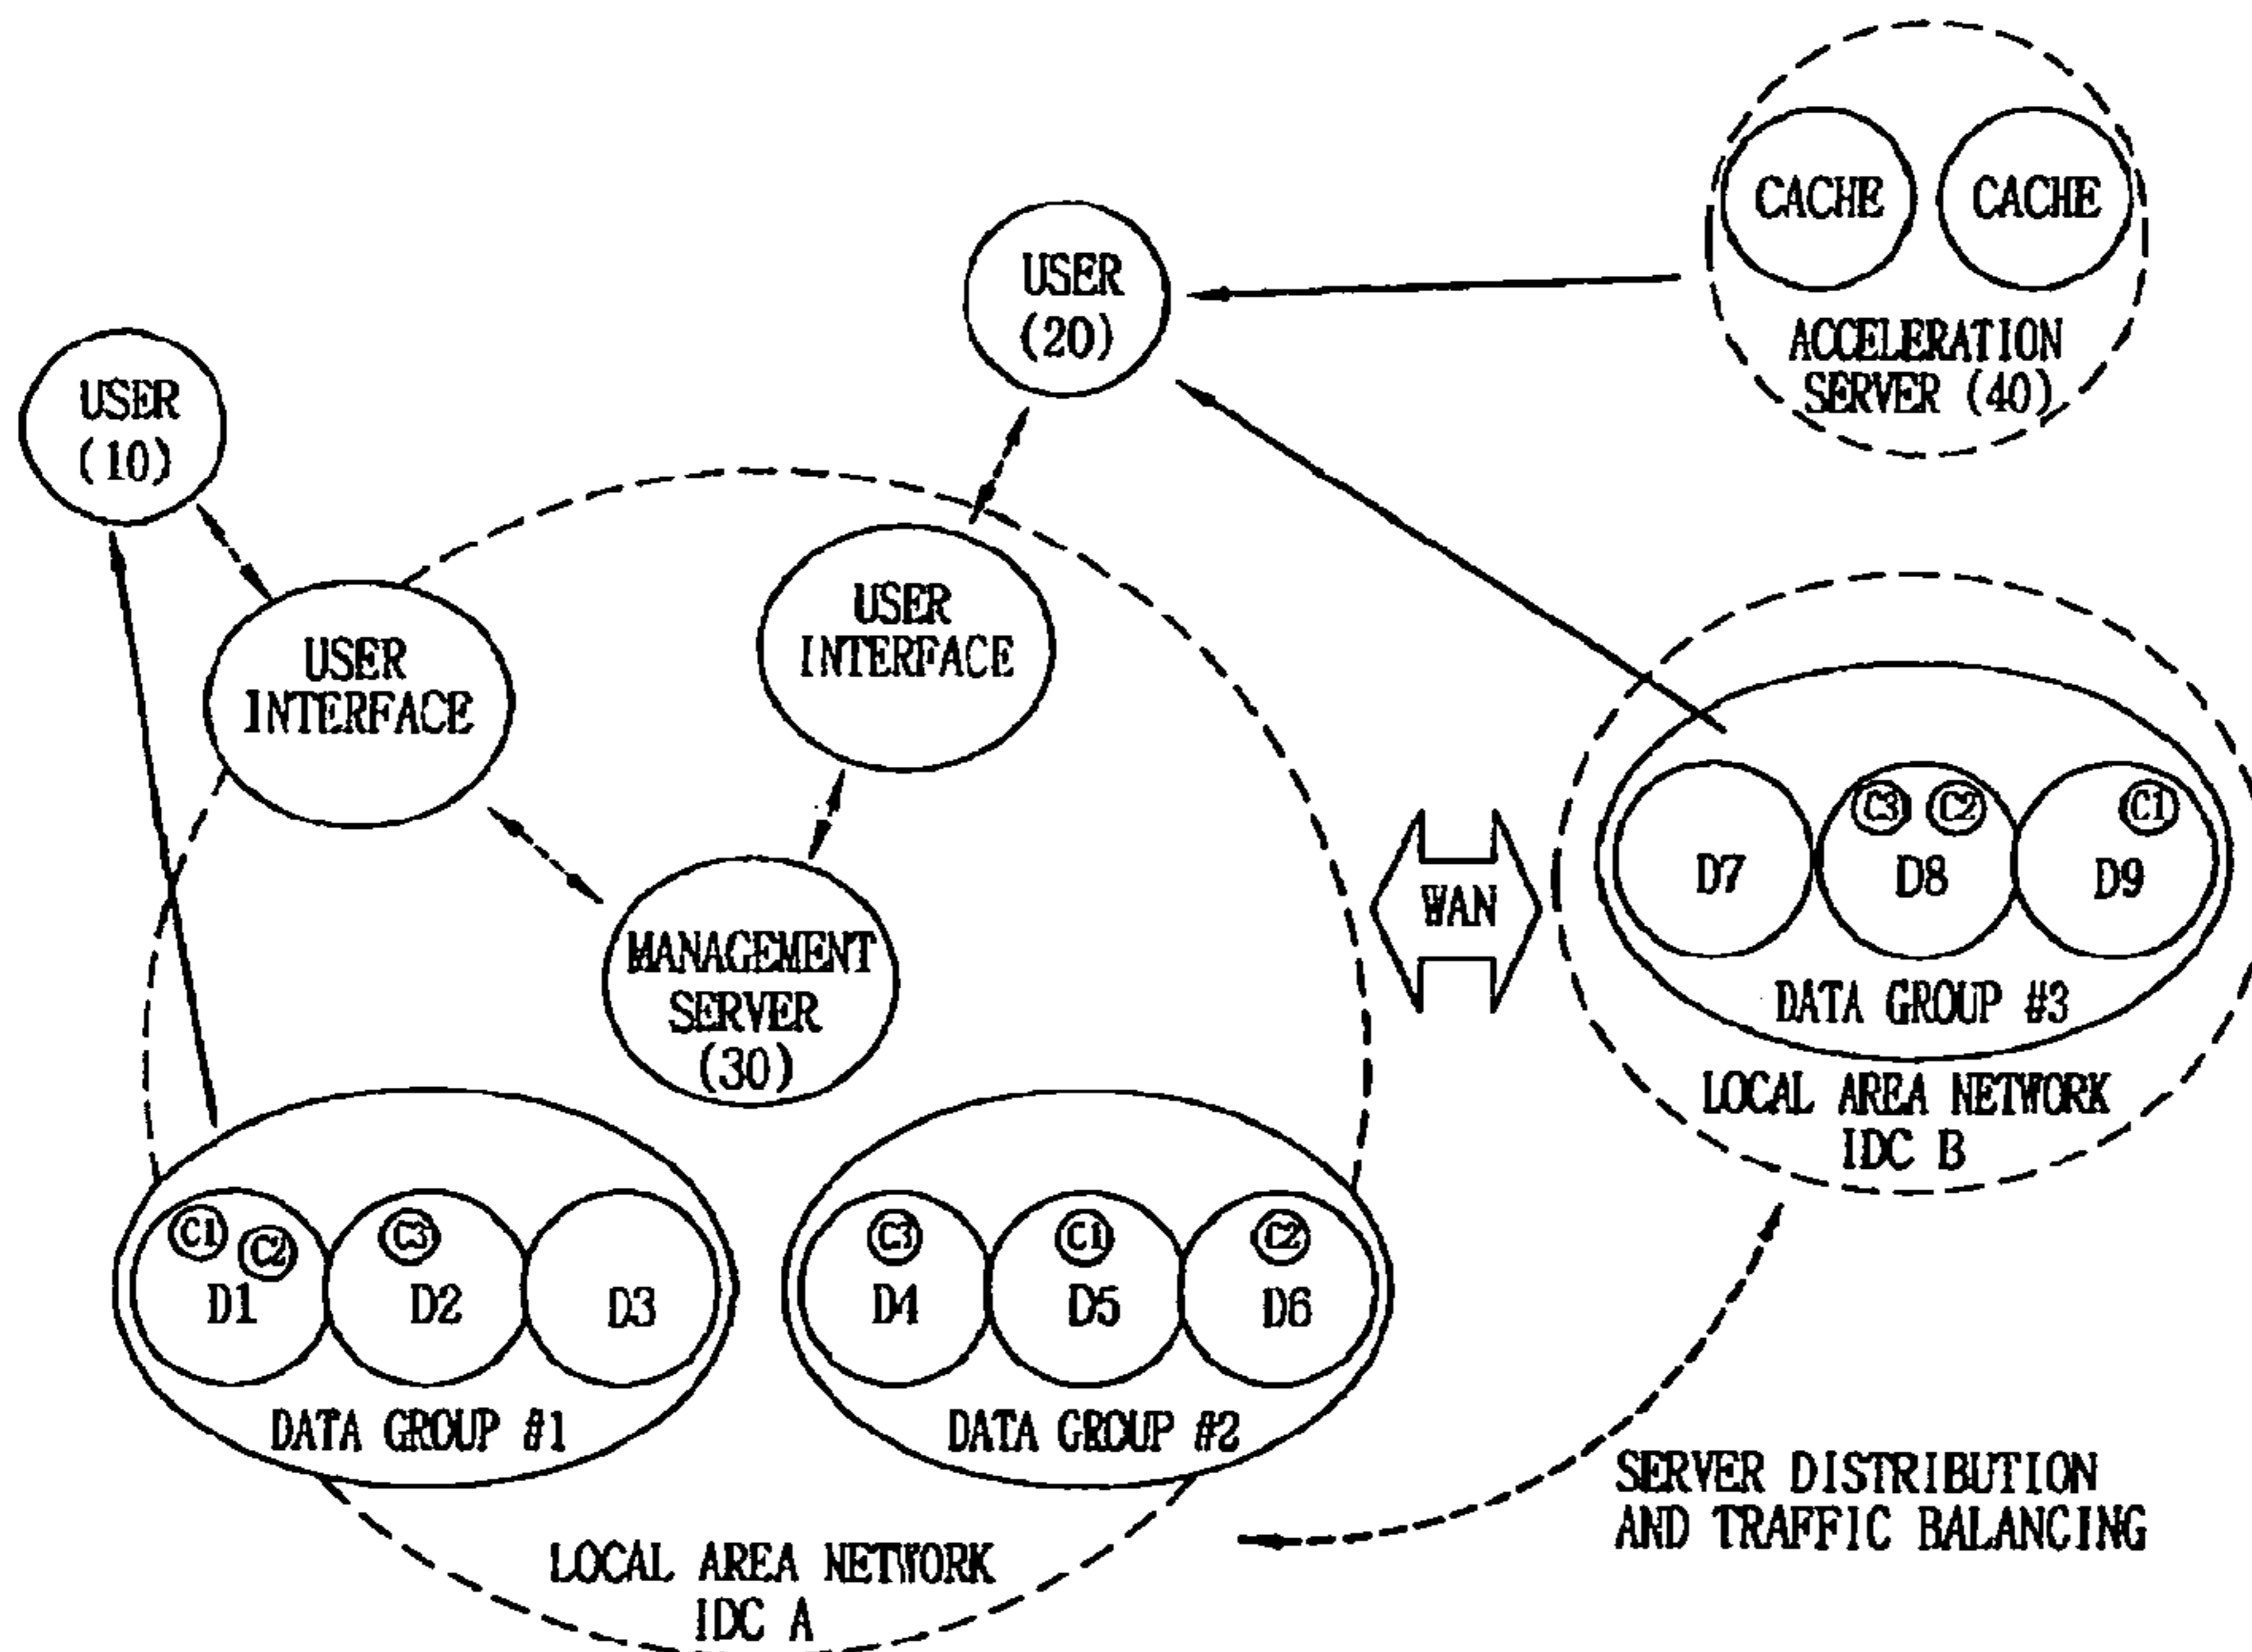 CACHE CACHE
ACCELERATION
SERVER (40)
USER
(20)
USER
(10)
USER
INTERFACE
USER
INTERFACE
MANAGEMENT
SERVER
(30)
WAN
C3 C2 C1
D7 D8 D9
DATA GROUP #3
LOCAL AREA NETWORK
IDC B
C1 C2 C3
D1 D2 D3
DATA GROUP #1
C3 C1 C2
D4 D5 D6
DATA GROUP #2
LOCAL AREA NETWORK
IDC A
SERVER DISTRIBUTION
AND TRAFFIC BALANCING